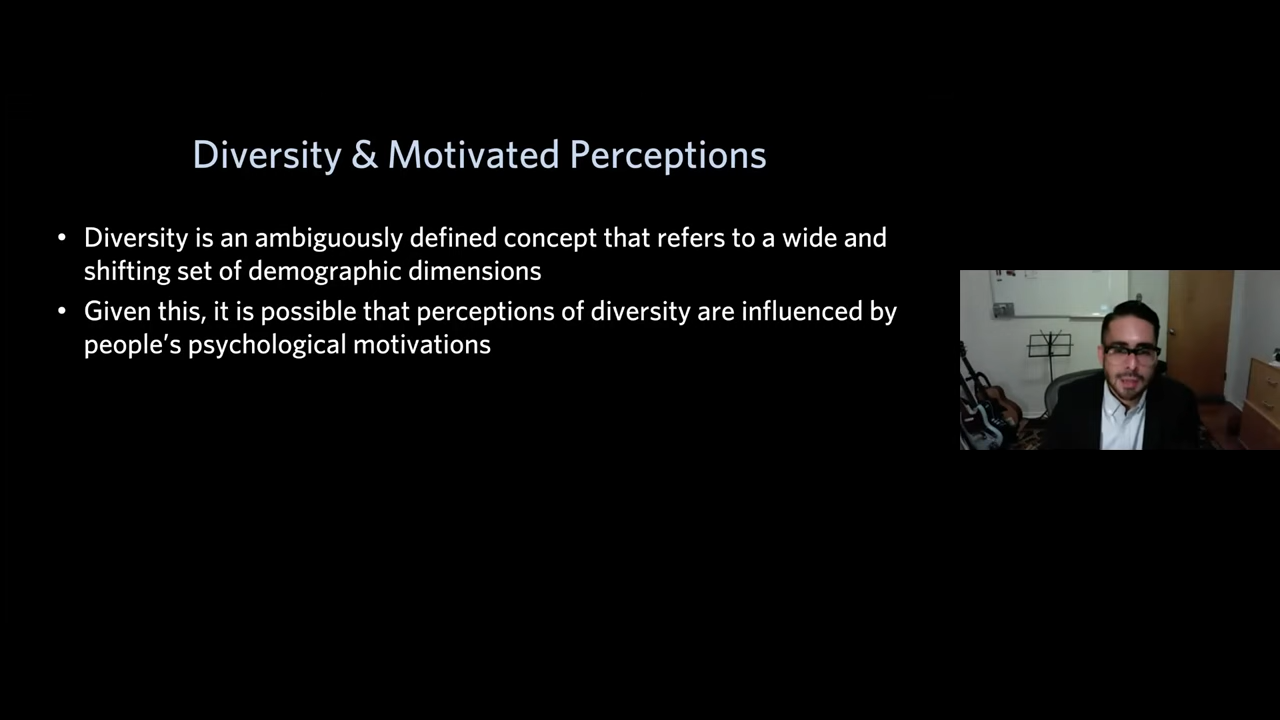 Diversity & Motivated Perceptions
• Diversity is an ambiguously defined concept that refers to a wide and
shifting set of demographic dimensions
• Given this, it is possible that perceptions of diversity are influenced by
people’s psychological motivations